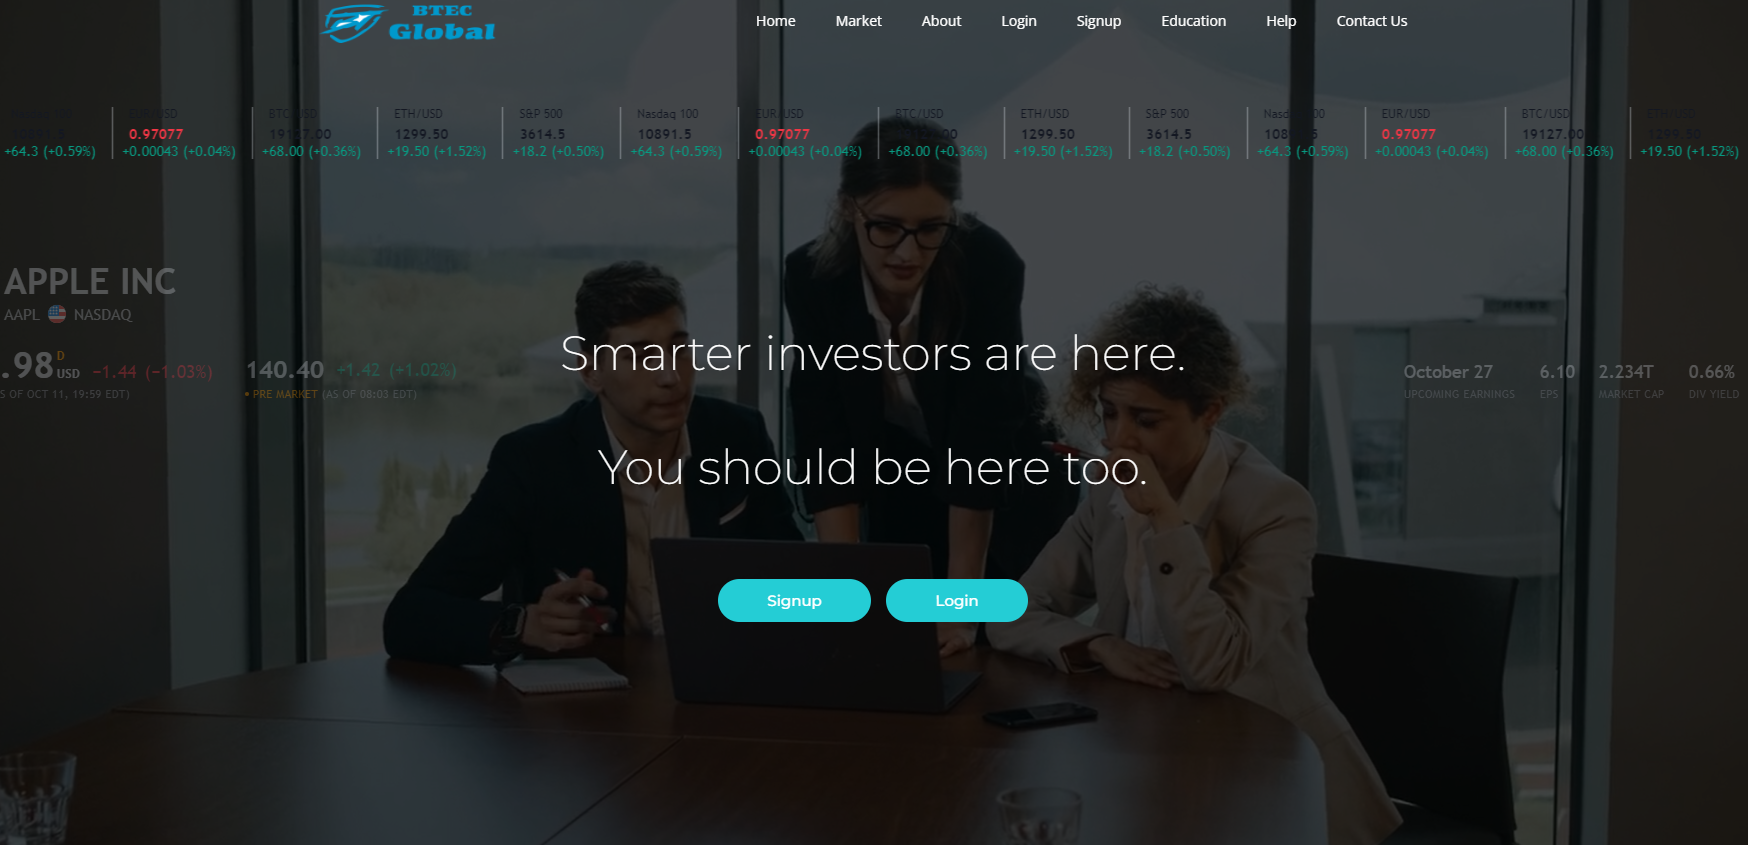 BTEC
Global
Home Market About Login Signup Education Help Contact Us
EUR/USD BTC/USD ETH/USD S&P 500 Nasdaq 100 EUR/USD BTC/USD ETH/USD S&P 500 EUR/USD BTC/USD ETH/USD
0.97077 1299.50 3614.5 10891.5 0.97077 1299.50 3614.5 0.97077 19127.00 1299.50
+64.3 (+0.59%) +0.00043 (+0.04%) +68.00 (+0.36%) +19.50 (+1.52%) +18.2 (+0.50%) +64.3 (+0.59%) +0.00043 (+0.04%) +68.00 (+0.36%) +19.50 (+1.52%) +18.2 (+0.50%) +64.3 (+0.59%) +0.00043 (+0.04%) +68.00 (+0.36%) +19.50 (+1.52%)
APPLE INC
AAPL NASDAQ
.98 D USD −1.44 (−1.03%) 140.40 +1.42 (+1.02%)
S OF OCT 11, 19:59 EDT) • PRE MARKET (AS OF 08:03 EDT)
October 27 6.10 2.234T 0.66%
UPCOMING EARNINGS EPS MARKET CAP DIV YIELD
Smarter investors are here.
You should be here too.
Signup Login